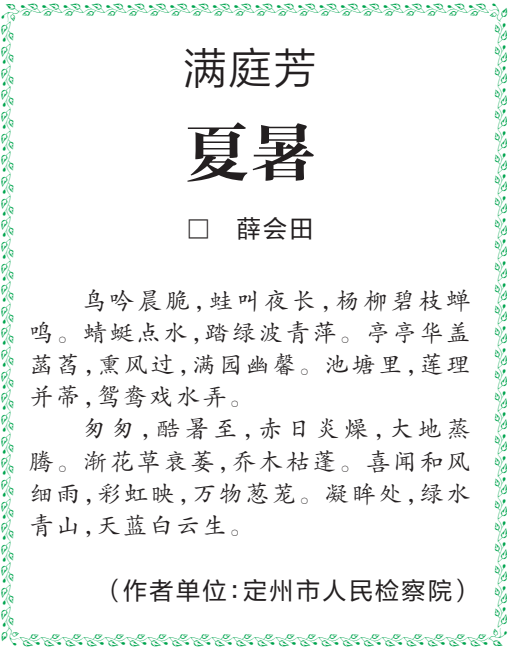 满庭芳
夏暑
□ 薛会田
鸟吟晨脆,蛙叫夜长,杨柳碧枝蝉
鸣。蜻蜓点水,踏绿波青萍。亭亭华盖
菡萏,熏风过,满园幽馨。池塘里,莲理
并蒂,鸳鸯戏水弄。
匆匆,酷暑至,赤日炎燥,大地蒸
腾。渐花草衰萎,乔木枯蓬。喜闻和风
细雨,彩虹映,万物葱茏。凝眸处,绿水
青山,天蓝白云生。
(作者单位:定州市人民检察院)